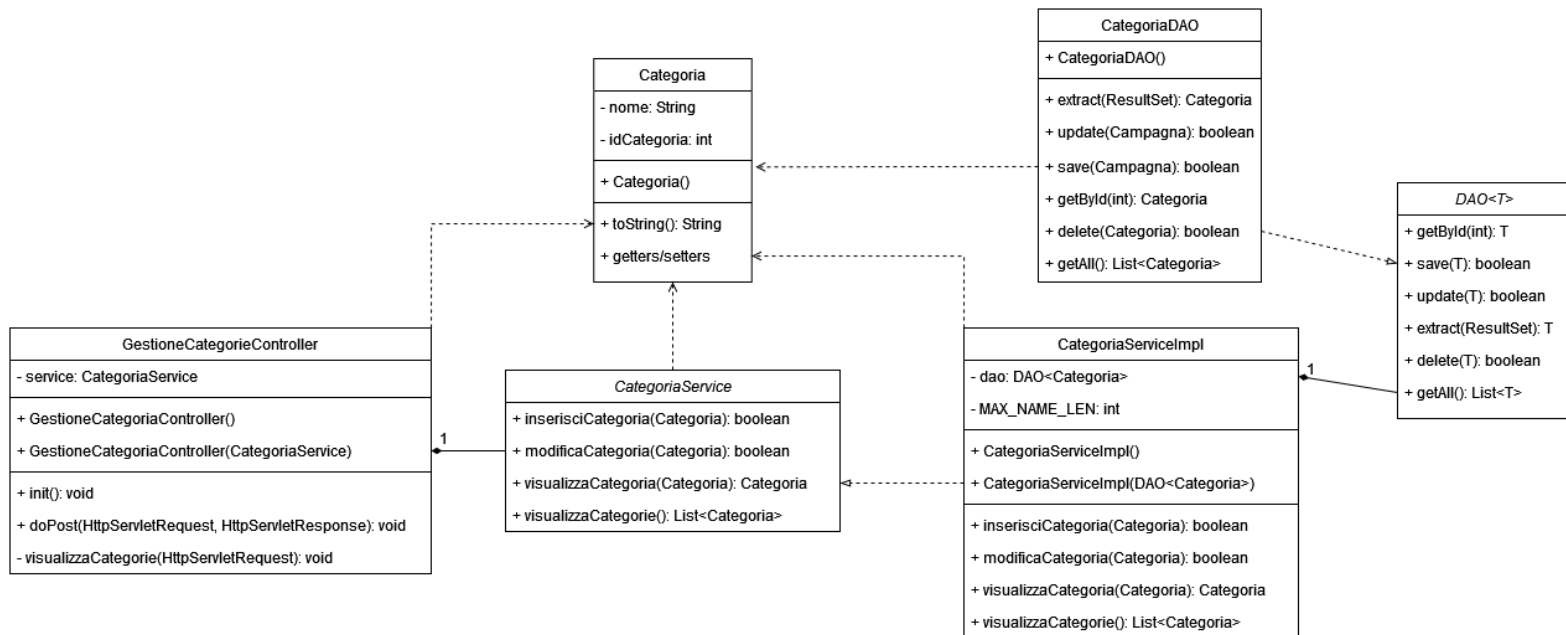 CategoriaDAO
+ CategoriaDAO()
+ extract(ResultSet): Categoria
+ update(Campagna): boolean
+ save(Campagna): boolean
+ getById(int): Categoria
+ delete(Categoria): boolean
+ getAll(): List<Categoria>
Categoria
- nome: String
- idCategoria: int
+ Categoria()
+ toString(): String
+ getters/setters
DAO<T>
+ getById(int): T
+ save(T): boolean
+ update(T): boolean
+ extract(ResultSet): T
+ delete(T): boolean
+ getAll(): List<T>
GestioneCategorieController
- service: CategoriaService
+ GestioneCategoriaController()
+ GestioneCategoriaController(CategoriaService)
+ init(): void
+ doPost(HttpServletRequest, HttpServletResponse): void
- visualizzaCategorie(HttpServletRequest): void
1
CategoriaService
+ inserisciCategoria(Categoria): boolean
+ modificaCategoria(Categoria): boolean
+ visualizzaCategoria(Categoria): Categoria
+ visualizzaCategorie(): List<Categoria>
CategoriaServiceImpl
- dao: DAO<Categoria>
- MAX_NAME_LEN: int
+ CategoriaServiceImpl()
+ CategoriaServiceImpl(DAO<Categoria>)
+ inserisciCategoria(Categoria): boolean
+ modificaCategoria(Categoria): boolean
+ visualizzaCategoria(Categoria): Categoria
+ visualizzaCategorie(): List<Categoria>
1